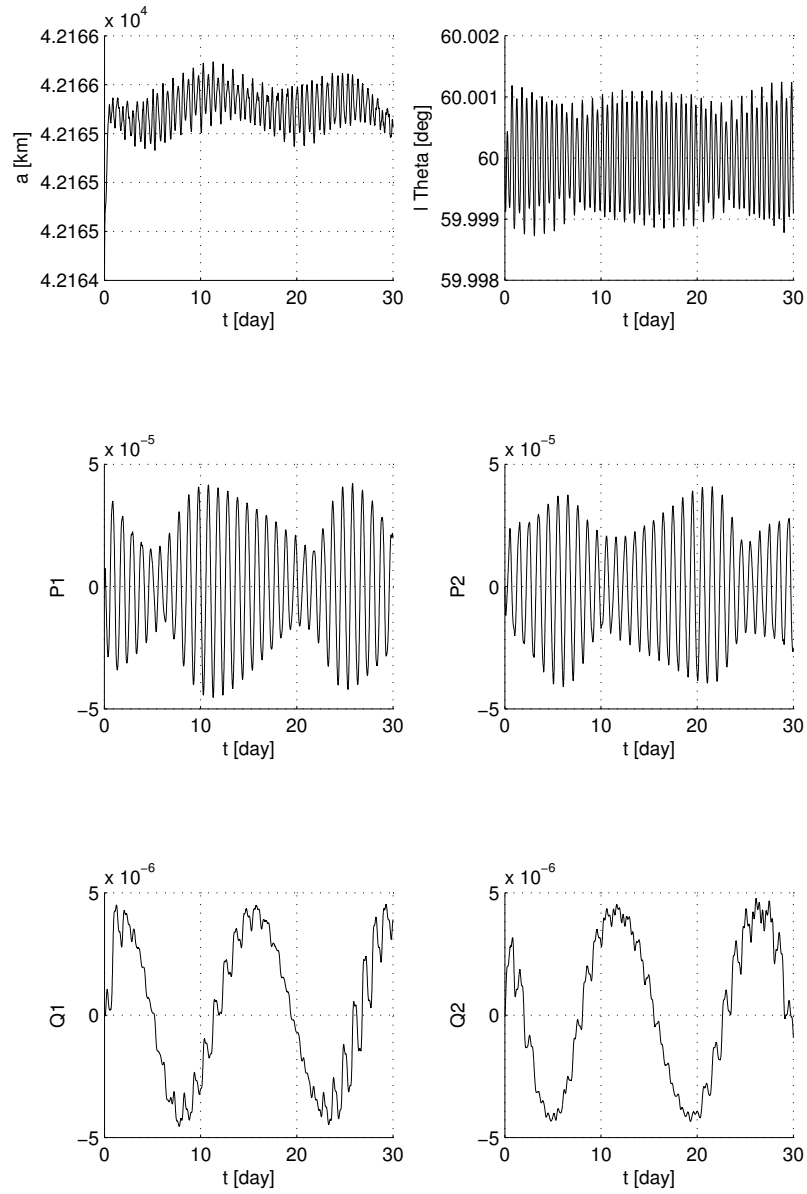 x 10⁴
4.2166
4.2166
4.2165
4.2165
4.2165
4.2164
a [km]
0 10 20 30
t [day]
60.002
60.001
60
59.999
59.998
l Theta [deg]
0 10 20 30
t [day]
x 10⁻⁵
5
0
−5
P1
0 10 20 30
t [day]
x 10⁻⁵
5
0
−5
P2
0 10 20 30
t [day]
x 10⁻⁶
5
0
−5
Q1
0 10 20 30
t [day]
x 10⁻⁶
5
0
−5
Q2
0 10 20 30
t [day]